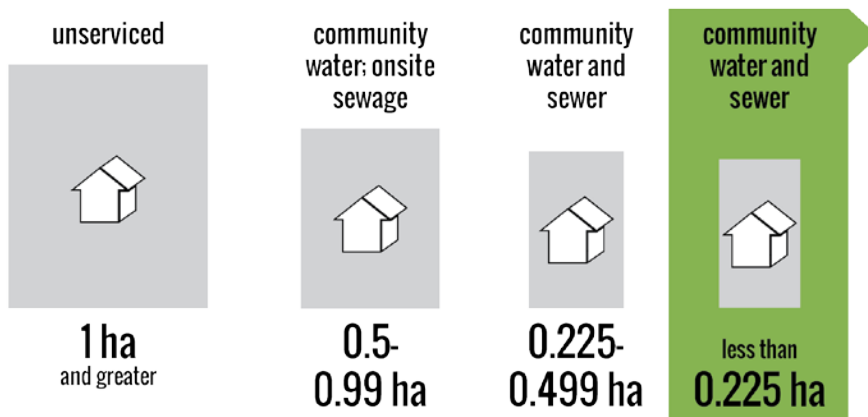 unserviced
1 ha
and greater
community
water; onsite
sewage
0.5-
0.99 ha
community
water and
sewer
0.225-
0.499 ha
community
water and
sewer
less than
0.225 ha